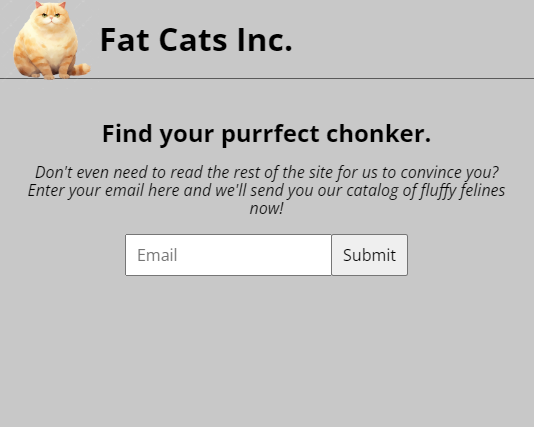 Fat Cats Inc.
Find your purrfect chonker.
Don't even need to read the rest of the site for us to convince you?
Enter your email here and we'll send you our catalog of fluffy felines
now!
Email Submit